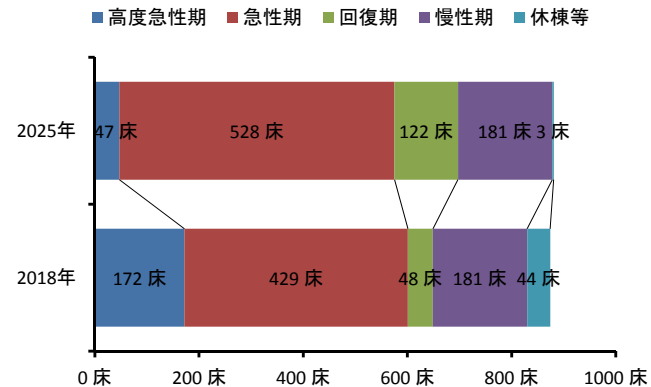 高度急性期 急性期 回復期 慢性期 休棟等
2025年 47 床 528 床 122 床 181 床 3 床
2018年 172 床 429 床 48 床 181 床 44 床
0 床 200 床 400 床 600 床 800 床 1000 床